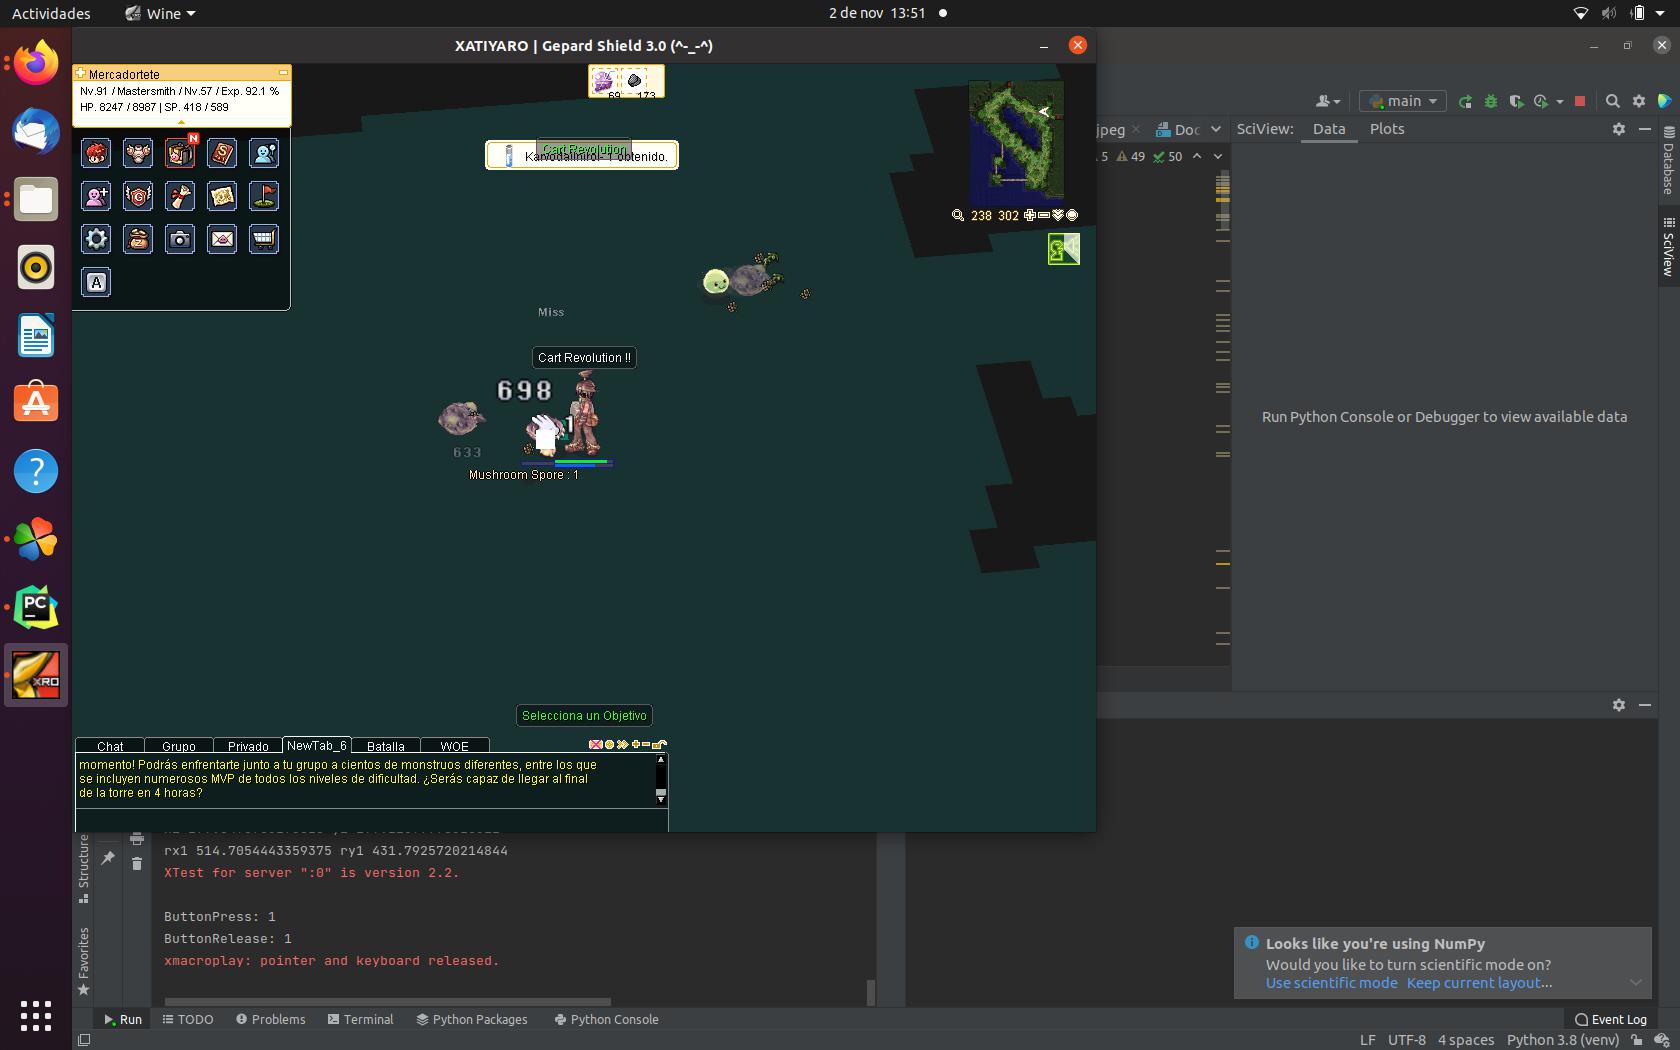 Actividades
Wine
2 de nov 13:51
XATIYARO | Gepard Shield 3.0 (^-_-^)
Mercadortete
Nv.91 / Mastersmith / Nv.57 / Exp. 92.1 %
HP. 8247 / 8987 | SP. 418 / 589
N
A
69 173
Cart Revolution
obtenido.
238 302
Miss
Cart Revolution !!
698
1
633
Mushroom Spore : 1
Selecciona un Objetivo
Chat
Grupo
Privado
NewTab_6
Batalla
WOE
momento! Podrás enfrentarte junto a tu grupo a cientos de monstruos diferentes, entre los que
se incluyen numerosos MVP de todos los niveles de dificultad. ¿Serás capaz de llegar al final
de la torre en 4 horas?
PC
XRO
main
jpeg
Doc
SciView:
Data
Plots
5
49
50
Database
SciView
Run Python Console or Debugger to view available data
rx1 514.7054443359375 ry1 431.7925720214844
XTest for server ":0" is version 2.2.
ButtonPress: 1
ButtonRelease: 1
xmacroplay: pointer and keyboard released.
Structure
Favorites
Looks like you're using NumPy
Would you like to turn scientific mode on?
Use scientific mode Keep current layout...
Run
TODO
Problems
Terminal
Python Packages
Python Console
Event Log
LF UTF-8 4 spaces Python 3.8 (venv)